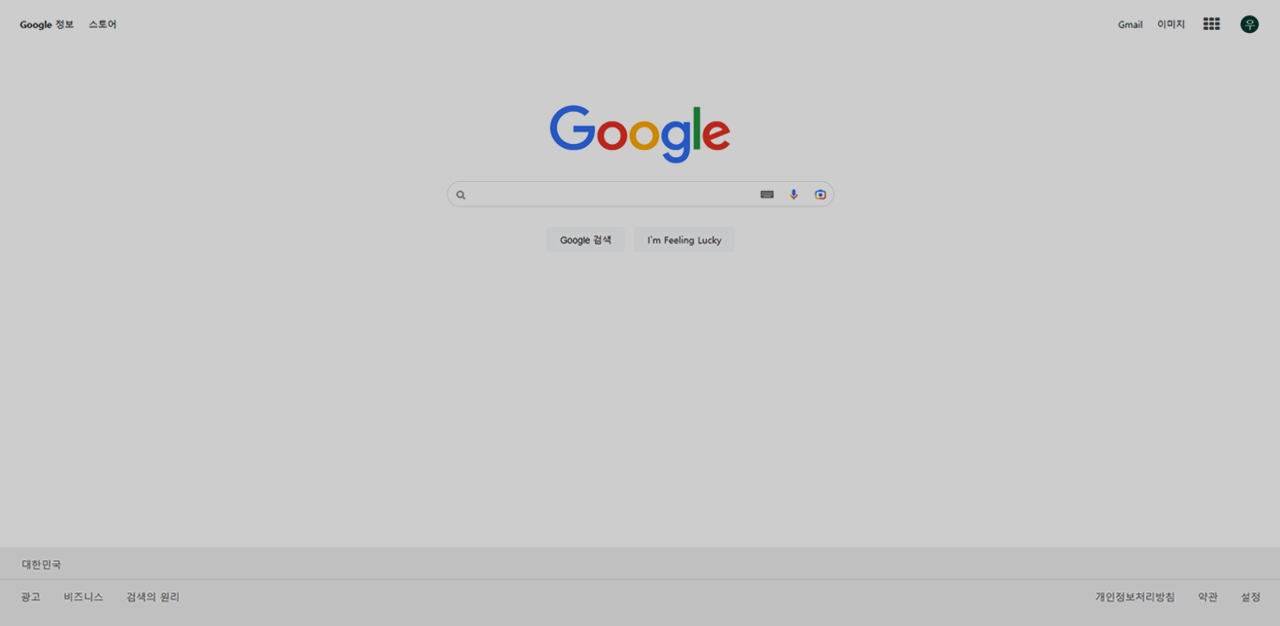 Google 정보 스토어
Gmail 이미지 우
Google
Google 검색 I'm Feeling Lucky
대한민국
광고 비즈니스 검색의 원리
개인정보처리방침 약관 설정